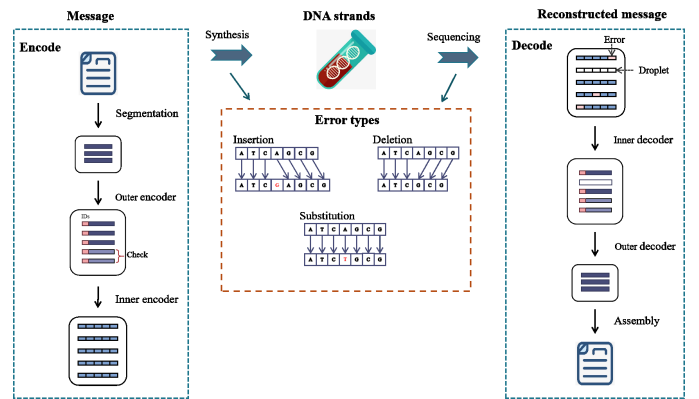 Message
DNA strands
Reconstructed message
Encode
Segmentation
Outer encoder
IDs
Check
Inner encoder
Synthesis
Sequencing
Error types
Insertion
A T C A G C G
A T C G A G C G
Deletion
A T C A G C G
A T C G C G
Substitution
A T C A G C G
A T C T G C G
Decode
Error
Droplet
Inner decoder
Outer decoder
Assembly